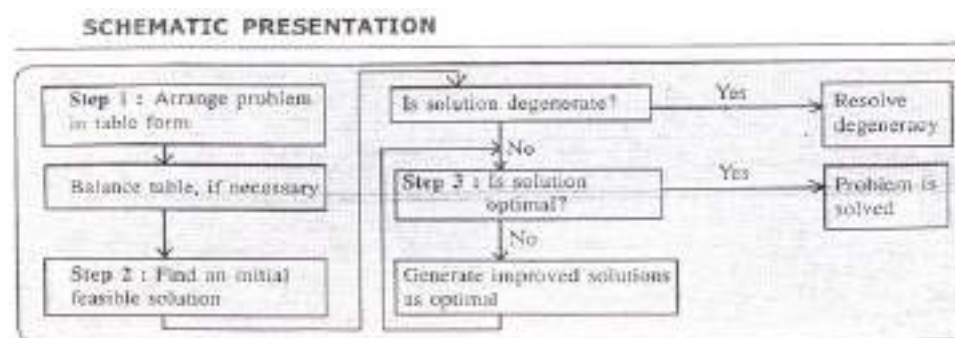 SCHEMATIC PRESENTATION
Step 1 : Arrange problem
in table form
Balance table, if necessary
Step 2 : Find an initial
feasible solution
Is solution degenerate?
Yes
Resolve
degeneracy
No
Step 3 : Is solution
optimal?
Yes
Problem is
solved
No
Generate improved solutions
as optimal